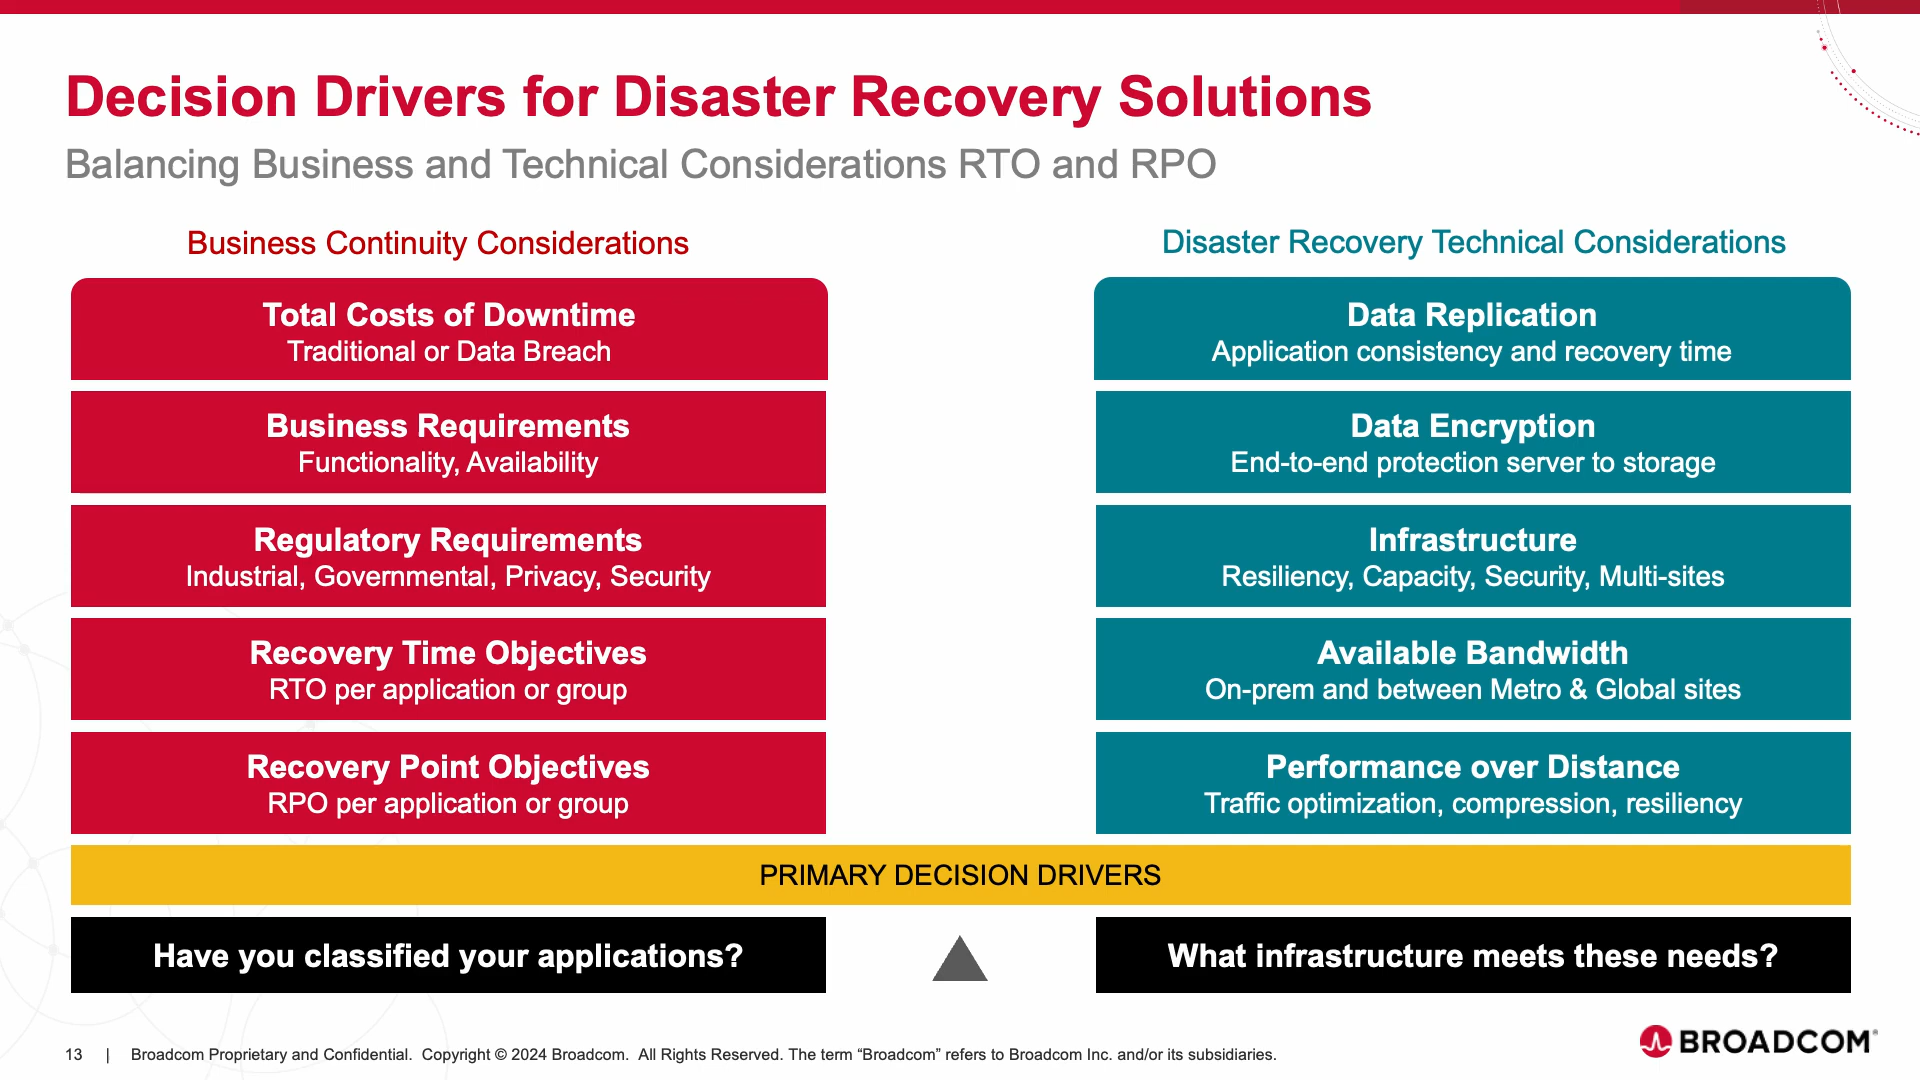 Decision Drivers for Disaster Recovery Solutions
Balancing Business and Technical Considerations RTO and RPO
Business Continuity Considerations
Total Costs of Downtime
Traditional or Data Breach
Business Requirements
Functionality, Availability
Regulatory Requirements
Industrial, Governmental, Privacy, Security
Recovery Time Objectives
RTO per application or group
Recovery Point Objectives
RPO per application or group
Disaster Recovery Technical Considerations
Data Replication
Application consistency and recovery time
Data Encryption
End-to-end protection server to storage
Infrastructure
Resiliency, Capacity, Security, Multi-sites
Available Bandwidth
On-prem and between Metro & Global sites
Performance over Distance
Traffic optimization, compression, resiliency
PRIMARY DECISION DRIVERS
Have you classified your applications?
What infrastructure meets these needs?
13 | Broadcom Proprietary and Confidential. Copyright © 2024 Broadcom. All Rights Reserved. The term “Broadcom” refers to Broadcom Inc. and/or its subsidiaries.
BROADCOM®